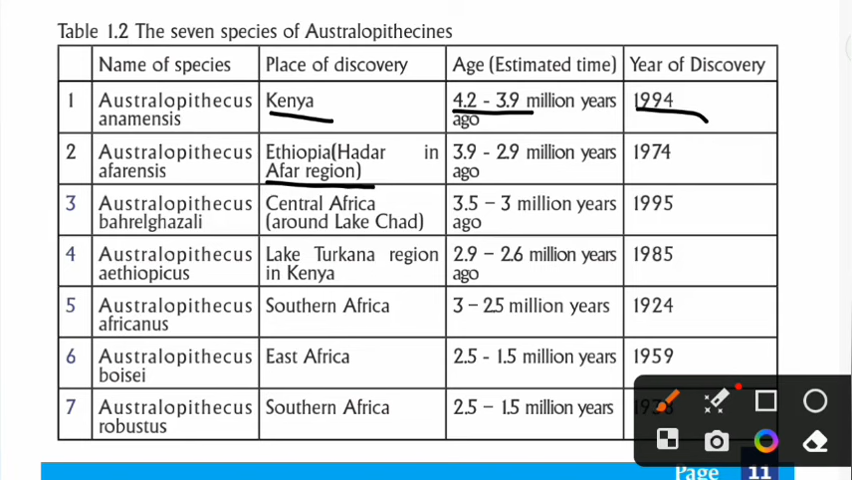 Table 1.2 The seven species of Australopithecines
Name of species Place of discovery Age (Estimated time) Year of Discovery
1 Australopithecus anamensis Kenya 4.2 - 3.9 million years ago 1994
2 Australopithecus afarensis Ethiopia(Hadar in Afar region) 3.9 - 2.9 million years ago 1974
3 Australopithecus bahrelghazali Central Africa (around Lake Chad) 3.5 – 3 million years ago 1995
4 Australopithecus aethiopicus Lake Turkana region in Kenya 2.9 – 2.6 million years ago 1985
5 Australopithecus africanus Southern Africa 3 – 2.5 million years 1924
6 Australopithecus boisei East Africa 2.5 - 1.5 million years 1959
7 Australopithecus robustus Southern Africa 2.5 – 1.5 million years 1938
Page 11